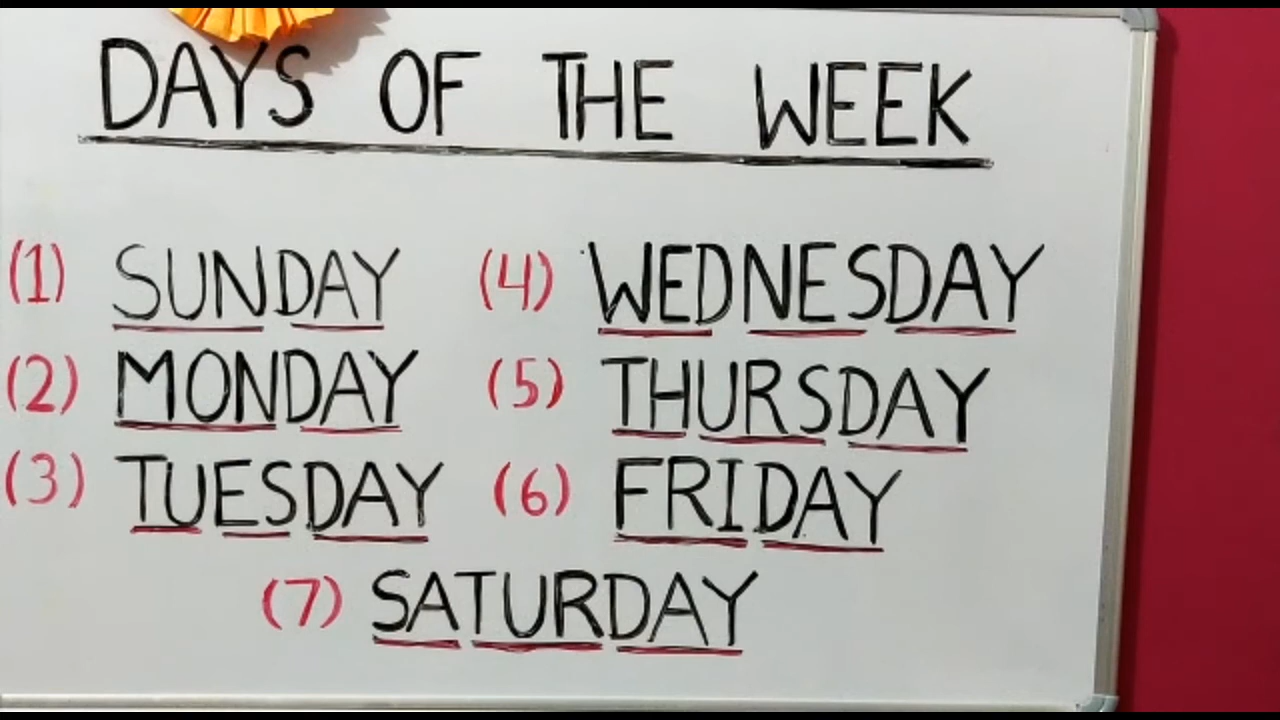 DAYS OF THE WEEK
(1) SUNDAY
(2) MONDAY
(3) TUESDAY
(4) WEDNESDAY
(5) THURSDAY
(6) FRIDAY
(7) SATURDAY